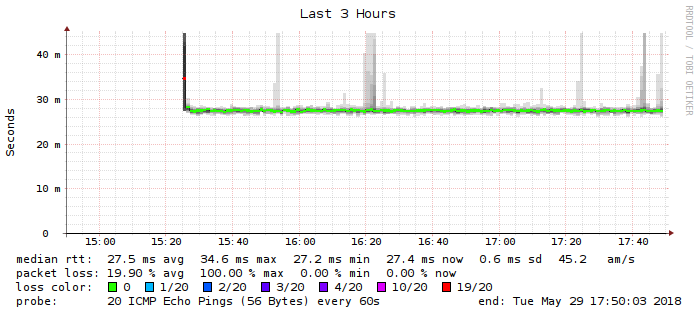 Last 3 Hours
RRDTOOL / TOBI OETIKER
Seconds
40 m
30 m
20 m
10 m
0
15:00 15:20 15:40 16:00 16:20 16:40 17:00 17:20 17:40
median rtt: 27.5 ms avg 34.6 ms max 27.2 ms min 27.4 ms now 0.6 ms sd 45.2 am/s
packet loss: 19.90 % avg 100.00 % max 0.00 % min 0.00 % now
loss color: 0 1/20 2/20 3/20 4/20 10/20 19/20
probe: 20 ICMP Echo Pings (56 Bytes) every 60s end: Tue May 29 17:50:03 2018